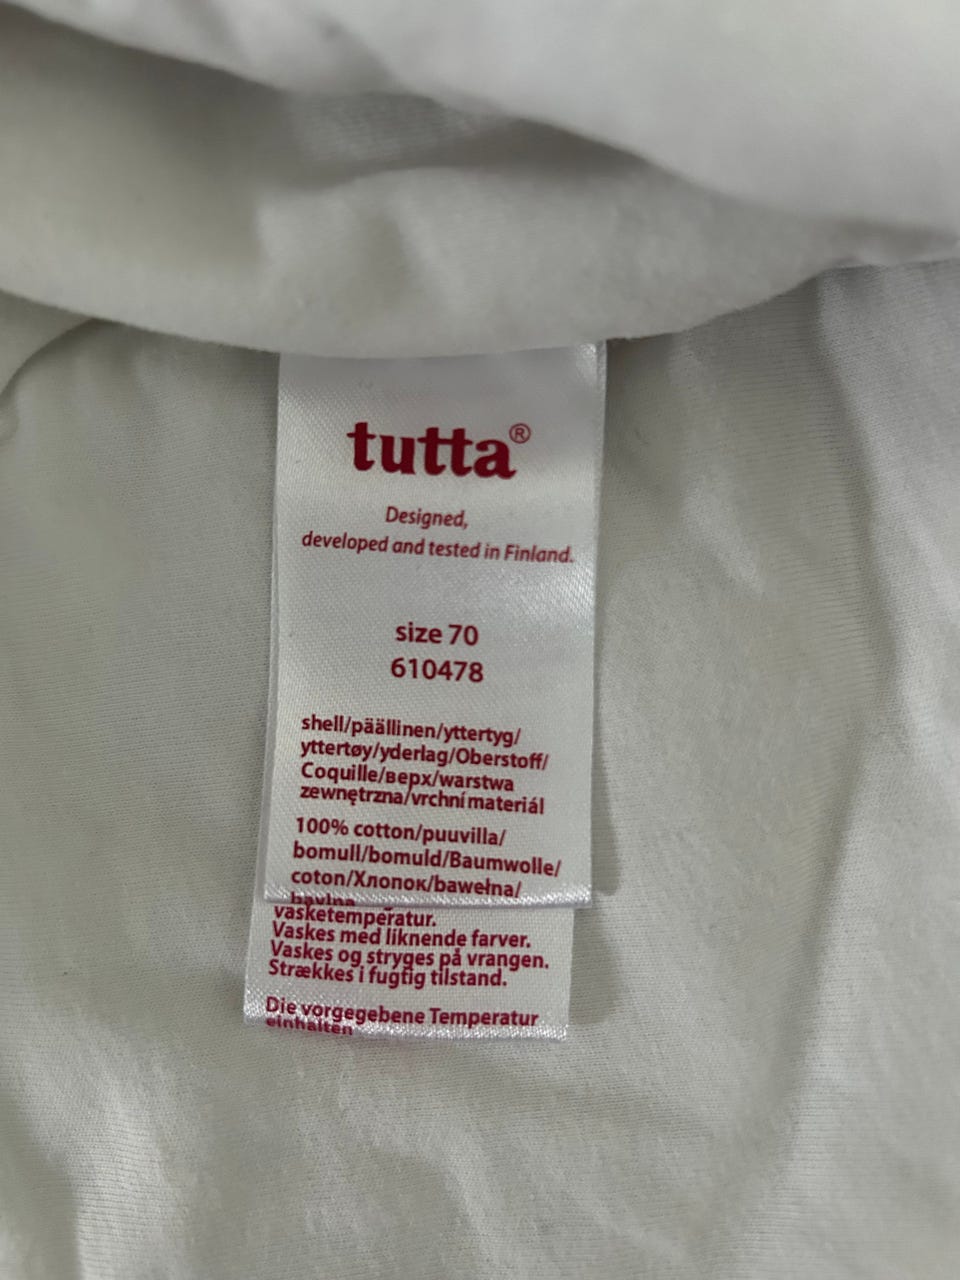 tutta®
Designed,
developed and tested in Finland.
size 70
610478
shell/päällinen/yttertyg/
yttertøy/yderlag/Oberstoff/
Coquille/верх/warstwa
zewnętrzna/vrchní materiál
100% cotton/puuvilla/
bomull/bomuld/Baumwolle/
coton/Хлопок/bawełna/
bavlna
vasketemperatur.
Vaskes med liknende farver.
Vaskes og stryges på vrangen.
Strækkes i fugtig tilstand.
Die vorgegebene Temperatur
einhalten